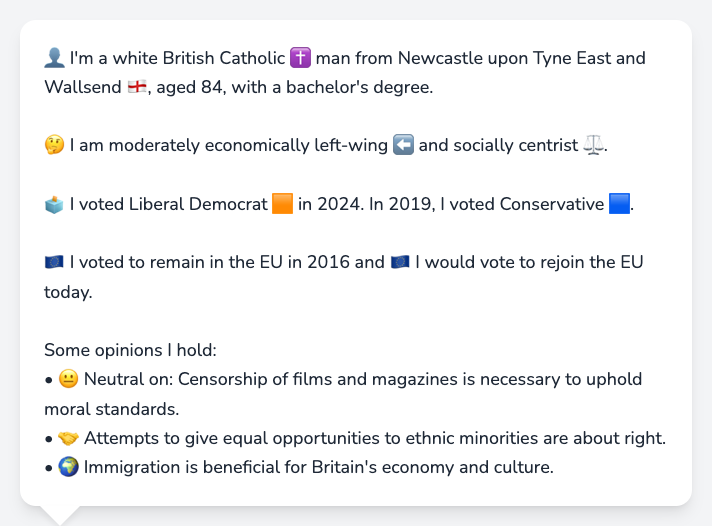 👤 I'm a white British Catholic ✝️ man from Newcastle upon Tyne East and
Wallsend 🏴󠁧󠁢󠁥󠁮󠁧󠁿, aged 84, with a bachelor's degree.
🤔 I am moderately economically left-wing ⬅️ and socially centrist ⚖️.
🗳️ I voted Liberal Democrat 🟧 in 2024. In 2019, I voted Conservative 🟦.
🇪🇺 I voted to remain in the EU in 2016 and 🇪🇺 I would vote to rejoin the EU
today.
Some opinions I hold:
• 😐 Neutral on: Censorship of films and magazines is necessary to uphold
moral standards.
• 🤝 Attempts to give equal opportunities to ethnic minorities are about right.
• 🌍 Immigration is beneficial for Britain's economy and culture.